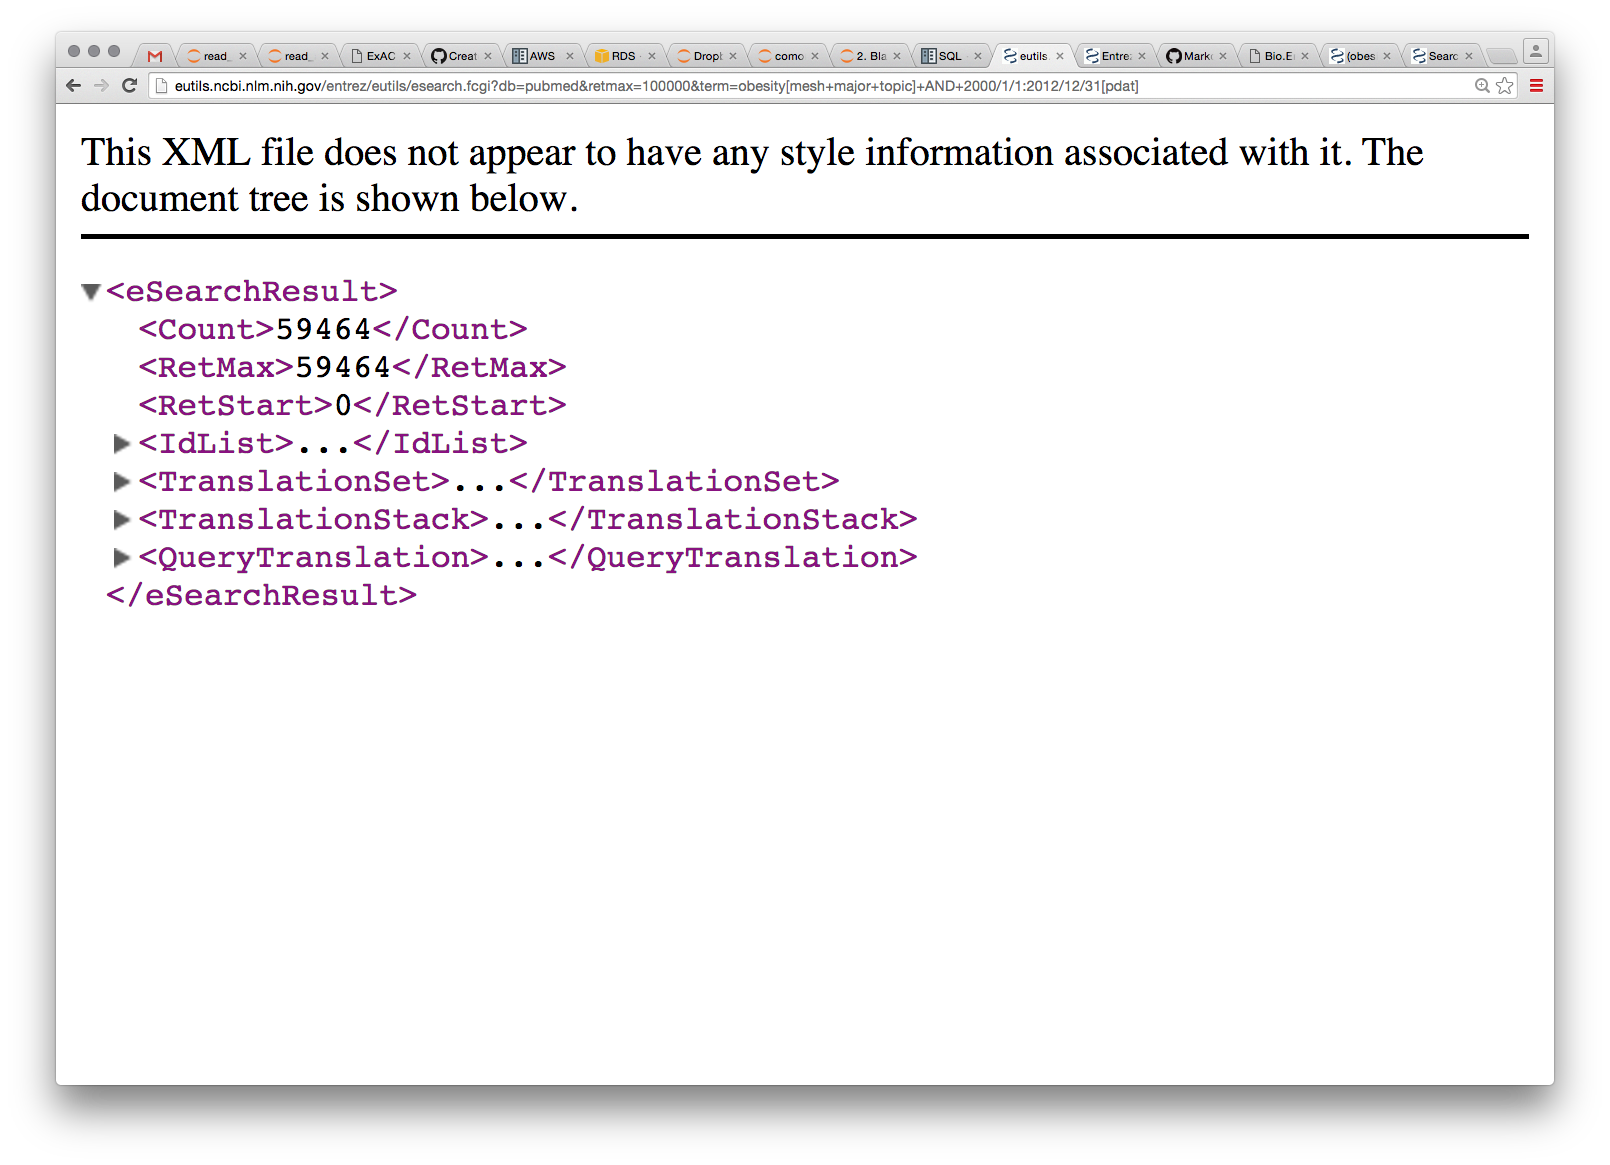 read_
read_
ExAC
Creat
AWS
RDS
Dropb
como
2. Bla
SQL
eutils
Entre
Markd
Bio.E
(obes
Searc
eutils.ncbi.nlm.nih.gov/entrez/eutils/esearch.fcgi?db=pubmed&retmax=100000&term=obesity[mesh+major+topic]+AND+2000/1/1:2012/12/31[pdat]
This XML file does not appear to have any style information associated with it. The
document tree is shown below.
<eSearchResult>
<Count>59464</Count>
<RetMax>59464</RetMax>
<RetStart>0</RetStart>
<IdList>...</IdList>
<TranslationSet>...</TranslationSet>
<TranslationStack>...</TranslationStack>
<QueryTranslation>...</QueryTranslation>
</eSearchResult>